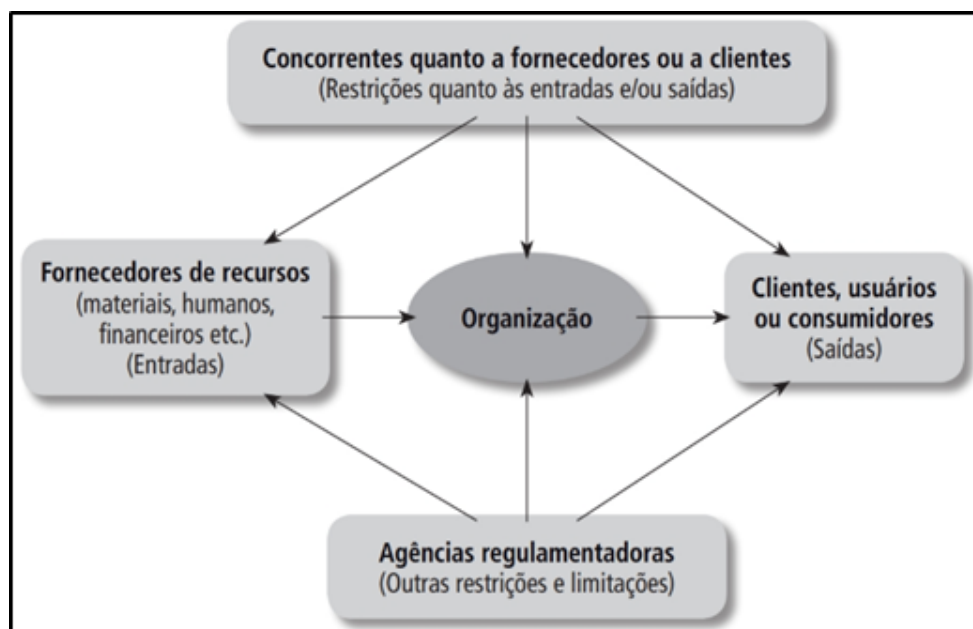 Concorrentes quanto a fornecedores ou a clientes
(Restrições quanto às entradas e/ou saídas)
Fornecedores de recursos
(materiais, humanos,
financeiros etc.)
(Entradas)
Organização
Clientes, usuários
ou consumidores
(Saídas)
Agências regulamentadoras
(Outras restrições e limitações)